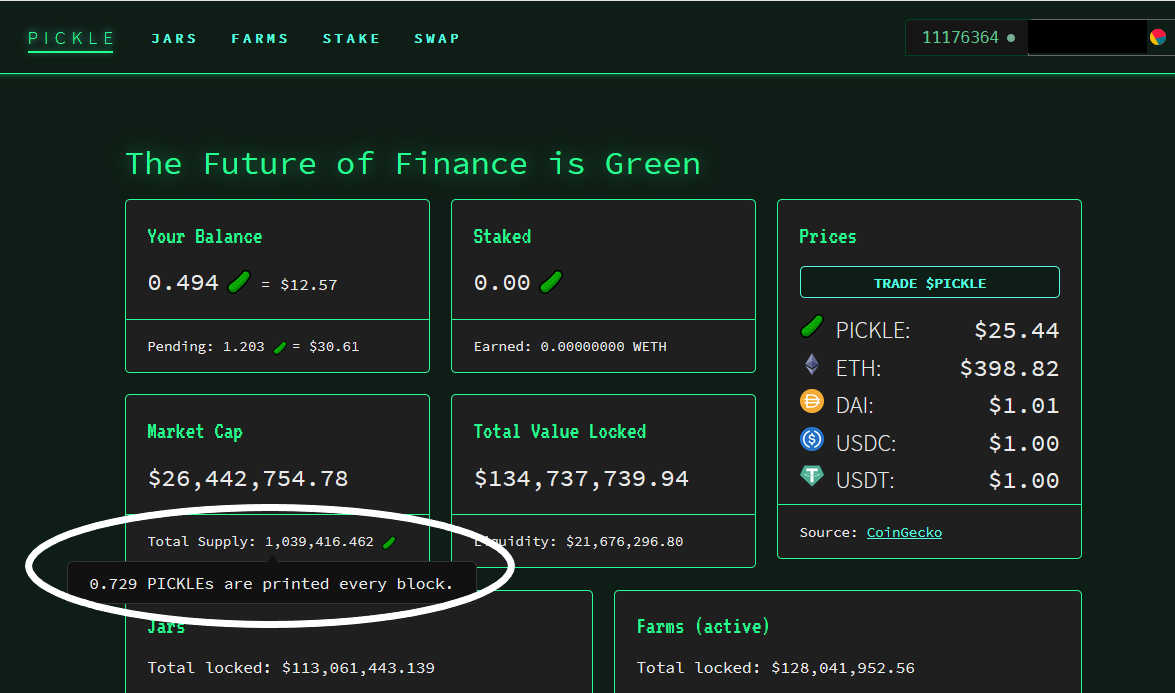 PICKLE JARS FARMS STAKE SWAP 11176364
The Future of Finance is Green
Your Balance
0.494 = $12.57
Pending: 1.203 = $30.61
Staked
0.00
Earned: 0.00000000 WETH
Prices
TRADE $PICKLE
PICKLE: $25.44
ETH: $398.82
DAI: $1.01
USDC: $1.00
USDT: $1.00
Source: CoinGecko
Market Cap
$26,442,754.78
Total Supply: 1,039,416.462
0.729 PICKLEs are printed every block.
Total Value Locked
$134,737,739.94
Liquidity: $21,676,296.80
Jars
Total locked: $113,061,443.139
Farms (active)
Total locked: $128,041,952.56